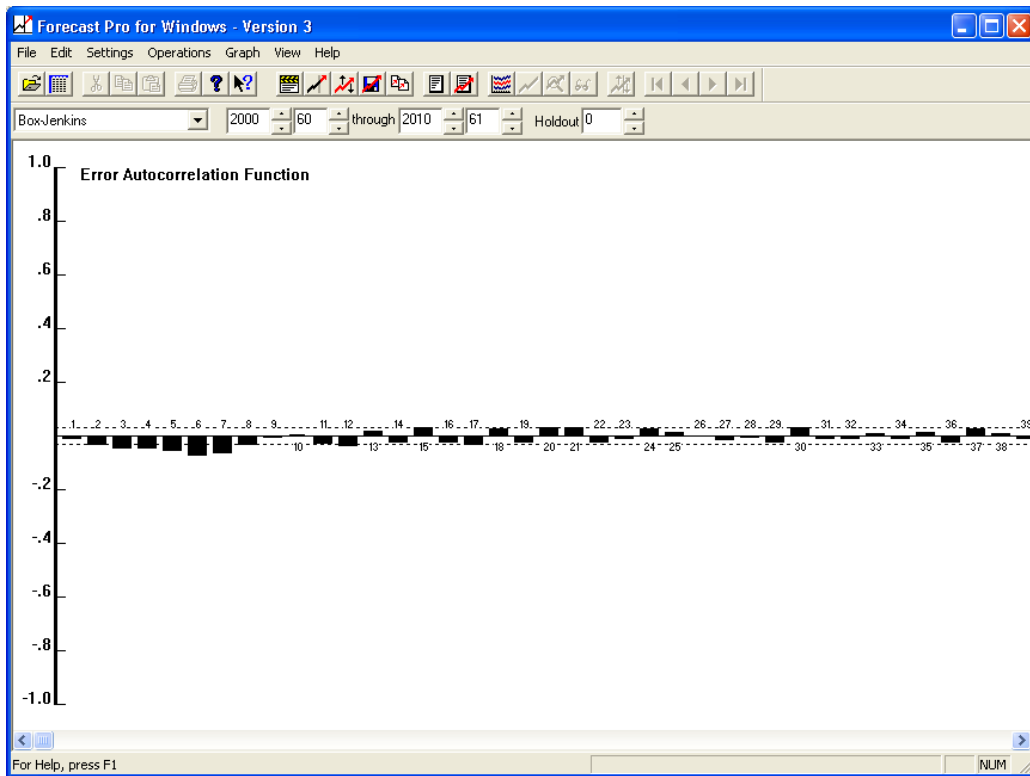 Forecast Pro for Windows - Version 3
File Edit Settings Operations Graph View Help
Box-Jenkins 2000 60 through 2010 61 Holdout 0
1.0
Error Autocorrelation Function
.8
.6
.4
.2
1 2 3 4 5 6 7 8 9 11 12 14 16 17 19 22 23 26 27 28 29 31 32 34 36 39
10 13 15 18 20 21 24 25 30 33 35 37 38
-.2
-.4
-.6
-.8
-1.0
For Help, press F1 NUM